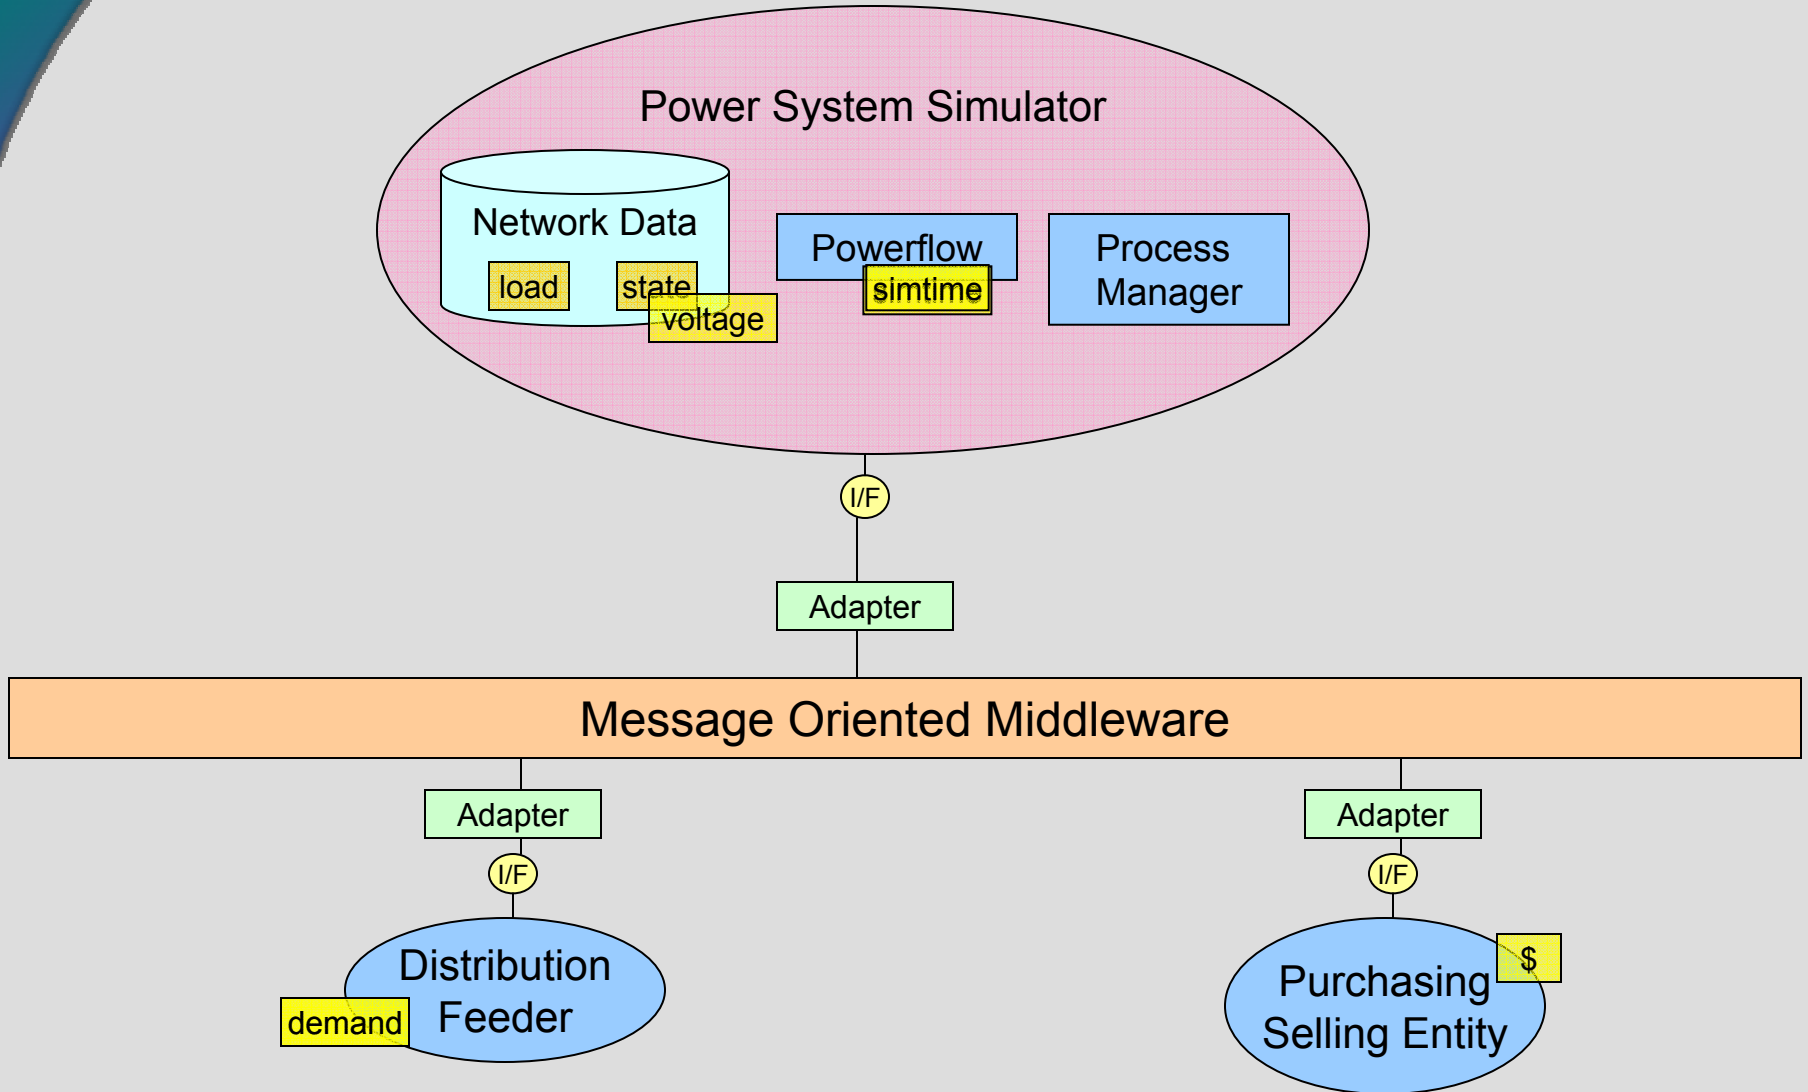 Power System Simulator
Network Data
load
state
voltage
Powerflow
simtime
Process
Manager
I/F
Adapter
Message Oriented Middleware
Adapter
I/F
Distribution
Feeder
demand
Adapter
I/F
$
Purchasing
Selling Entity